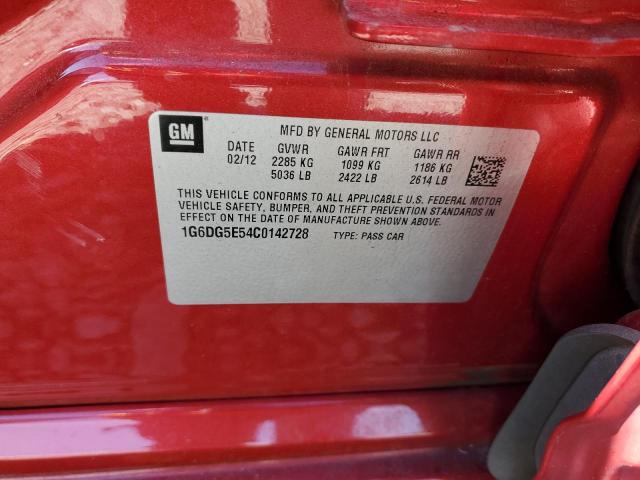 GM
MFD BY GENERAL MOTORS LLC
DATE GVWR GAWR FRT GAWR RR
02/12 2285 KG 1099 KG 1186 KG
5036 LB 2422 LB 2614 LB
THIS VEHICLE CONFORMS TO ALL APPLICABLE U.S. FEDERAL MOTOR
VEHICLE SAFETY, BUMPER, AND THEFT PREVENTION STANDARDS IN
EFFECT ON THE DATE OF MANUFACTURE SHOWN ABOVE.
1G6DG5E54C0142728 TYPE: PASS CAR